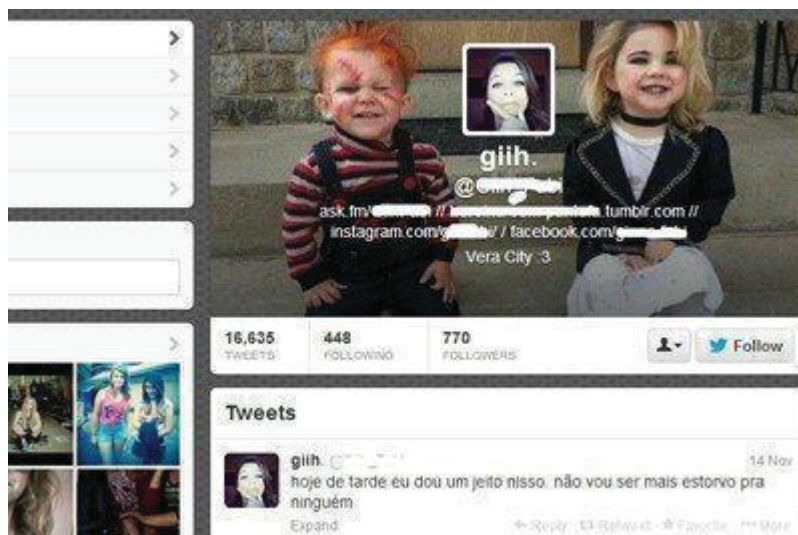 giih.
@
ask.fm/ // .tumblr.com //
instagram.com/ / / facebook.com/
Vera City :3
16,635 448 770
TWEETS FOLLOWING FOLLOWERS
Follow
Tweets
giih. 14 Nov
hoje de tarde eu dou um jeito nisso. não vou ser mais estorvo pra
ninguém
Expand Reply Retweet Favorite More